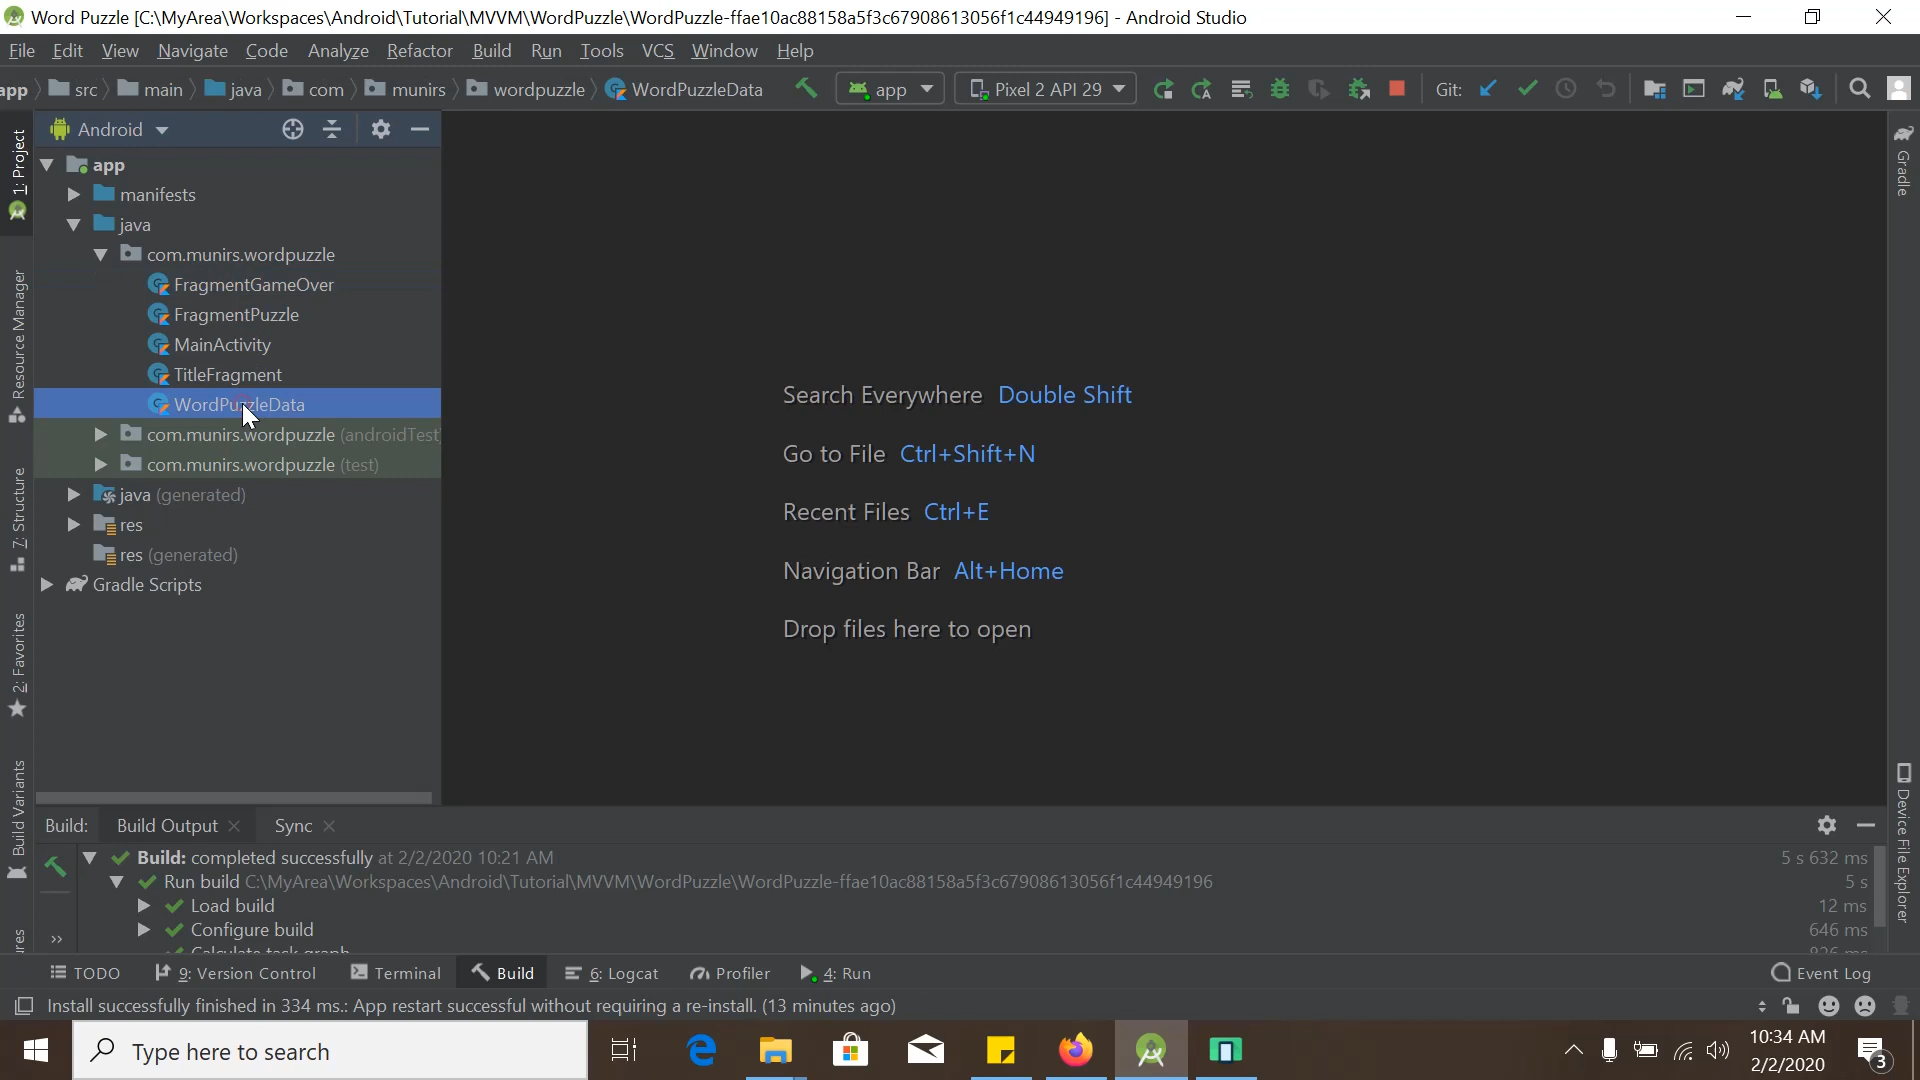 Word Puzzle [C:\MyArea\Workspaces\Android\Tutorial\MVVM\WordPuzzle\WordPuzzle-ffae10ac88158a5f3c67908613056f1c44949196] - Android Studio
File Edit View Navigate Code Analyze Refactor Build Run Tools VCS Window Help
app src main java com munirs wordpuzzle WordPuzzleData app Pixel 2 API 29 Git:
Android
1: Project
Resource Manager
7: Structure
2: Favorites
Build Variants
app
manifests
java
com.munirs.wordpuzzle
FragmentGameOver
FragmentPuzzle
MainActivity
TitleFragment
WordPuzzleData
com.munirs.wordpuzzle (androidTest)
com.munirs.wordpuzzle (test)
java (generated)
res
res (generated)
Gradle Scripts
Search Everywhere Double Shift
Go to File Ctrl+Shift+N
Recent Files Ctrl+E
Navigation Bar Alt+Home
Drop files here to open
Gradle
Device File Explorer
Build: Build Output Sync
Build: completed successfully at 2/2/2020 10:21 AM 5 s 632 ms
Run build C:\MyArea\Workspaces\Android\Tutorial\MVVM\WordPuzzle\WordPuzzle-ffae10ac88158a5f3c67908613056f1c44949196 5 s
Load build 12 ms
Configure build 646 ms
Calculate task graph
TODO 9: Version Control Terminal Build 6: Logcat Profiler 4: Run Event Log
Install successfully finished in 334 ms.: App restart successful without requiring a re-install. (13 minutes ago)
Type here to search
10:34 AM
2/2/2020
3